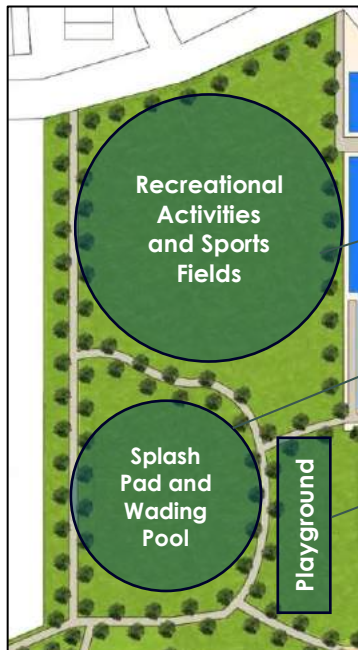 Recreational
Activities
and Sports
Fields
Splash
Pad and
Wading
Pool
Playground